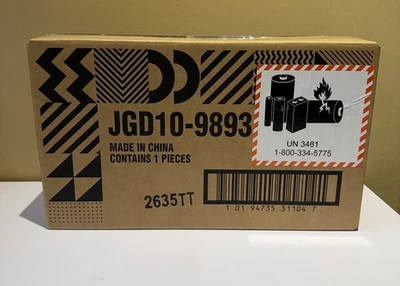 JGD10-9893
MADE IN CHINA
CONTAINS 1 PIECES
UN 3481
1-800-334-5775
2635TT
1 01 94735 31104 7